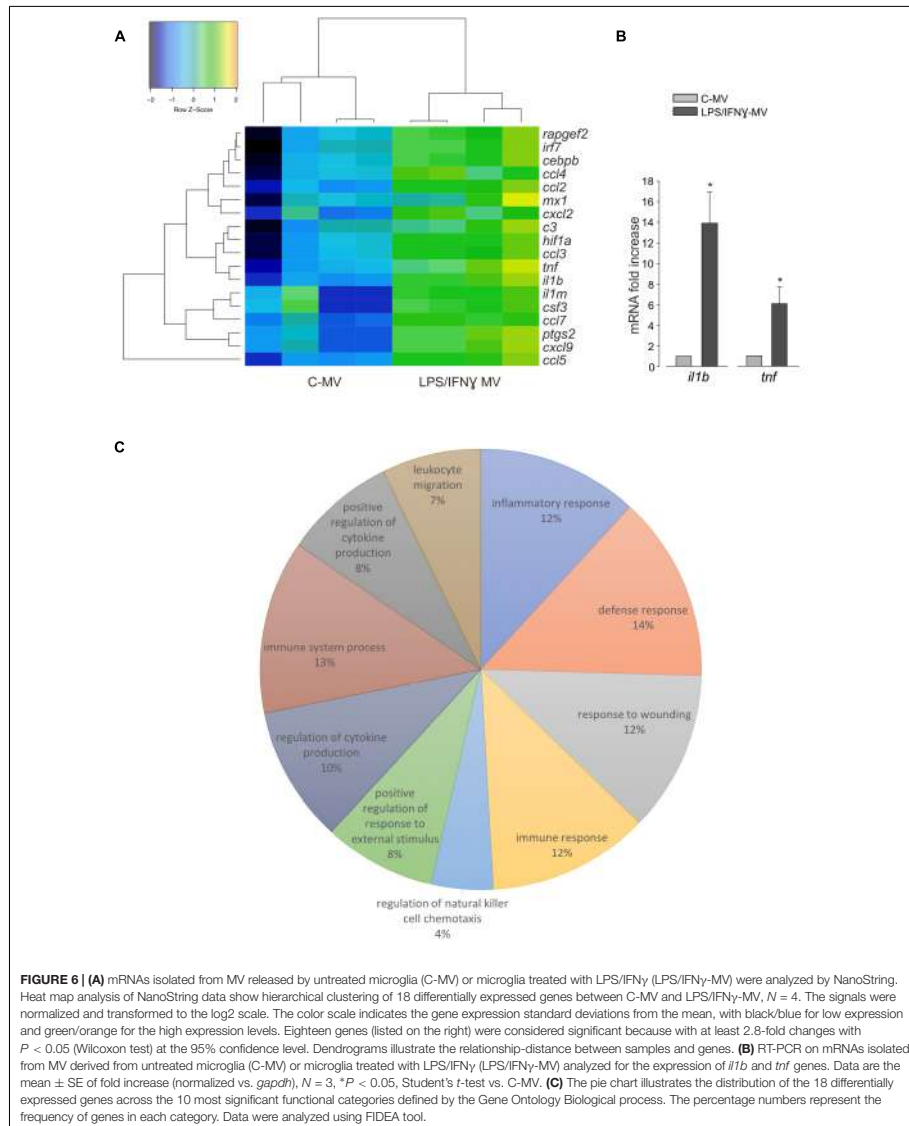 A
B
-2 -1 0 1 2
Row Z-Score
C-MV
LPS/IFNɣ-MV
rapgef2
irf7
cebpb
ccl4
ccl2
mx1
cxcl2
c3
hif1a
ccl3
tnf
il1b
il1rn
csf3
ccl7
ptgs2
cxcl9
ccl5
C-MV
LPS/IFNɣ MV
mRNA fold increase
18
16
14
12
10
8
6
4
2
0
*
*
il1b
tnf
C
leukocyte
migration
7%
inflammatory response
12%
positive
regulation of
cytokine
production
8%
defense response
14%
immune system process
13%
response to wounding
12%
regulation of cytokine
production
10%
positive
regulation of
response to
external stimulus
8%
immune response
12%
regulation of natural killer
cell chemotaxis
4%
FIGURE 6 | (A) mRNAs isolated from MV released by untreated microglia (C-MV) or microglia treated with LPS/IFNγ (LPS/IFNγ-MV) were analyzed by NanoString.
Heat map analysis of NanoString data show hierarchical clustering of 18 differentially expressed genes between C-MV and LPS/IFNγ-MV, N = 4. The signals were
normalized and transformed to the log2 scale. The color scale indicates the gene expression standard deviations from the mean, with black/blue for low expression
and green/orange for the high expression levels. Eighteen genes (listed on the right) were considered significant because with at least 2.8-fold changes with
P < 0.05 (Wilcoxon test) at the 95% confidence level. Dendrograms illustrate the relationship-distance between samples and genes. (B) RT-PCR on mRNAs isolated
from MV derived from untreated microglia (C-MV) or microglia treated with LPS/IFNγ (LPS/IFNγ-MV) analyzed for the expression of il1b and tnf genes. Data are the
mean ± SE of fold increase (normalized vs. gapdh), N = 3, *P < 0.05, Student's t-test vs. C-MV. (C) The pie chart illustrates the distribution of the 18 differentially
expressed genes across the 10 most significant functional categories defined by the Gene Ontology Biological process. The percentage numbers represent the
frequency of genes in each category. Data were analyzed using FIDEA tool.